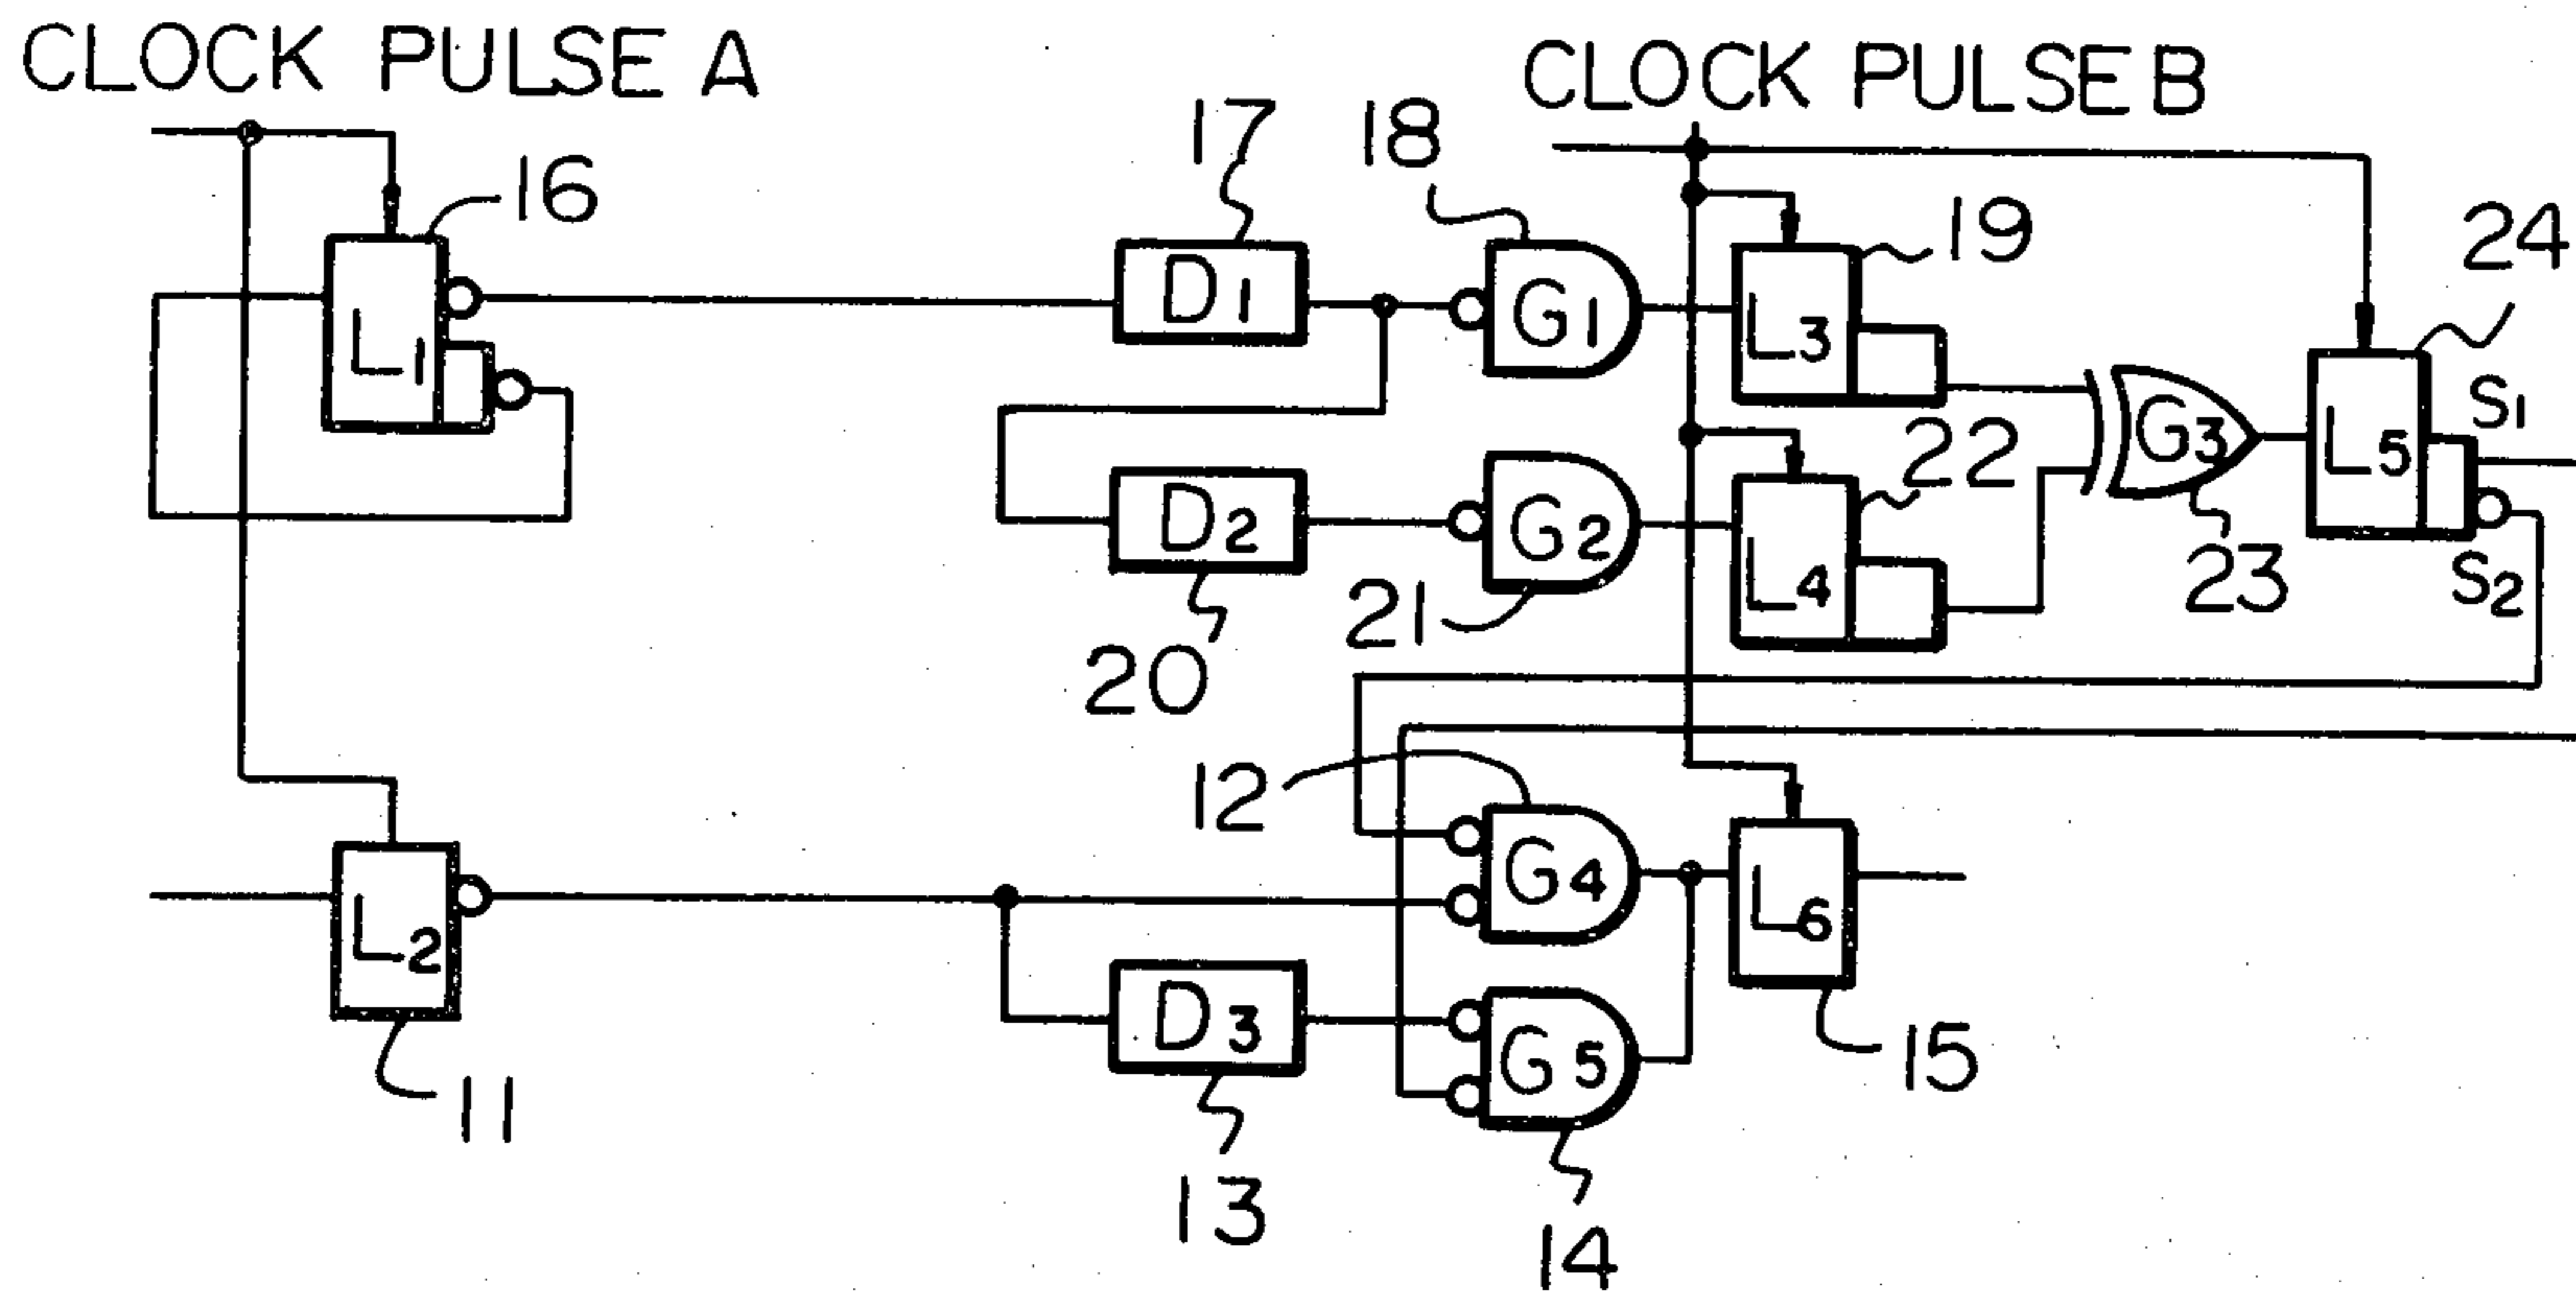 CLOCK PULSE A
CLOCK PULSE B
16
17
18
19
24
L1
D1
G1
L3
G3
L5
S1
S2
D2
G2
L4
22
23
20
21
12
L2
G4
L6
D3
G5
11
13
14
15